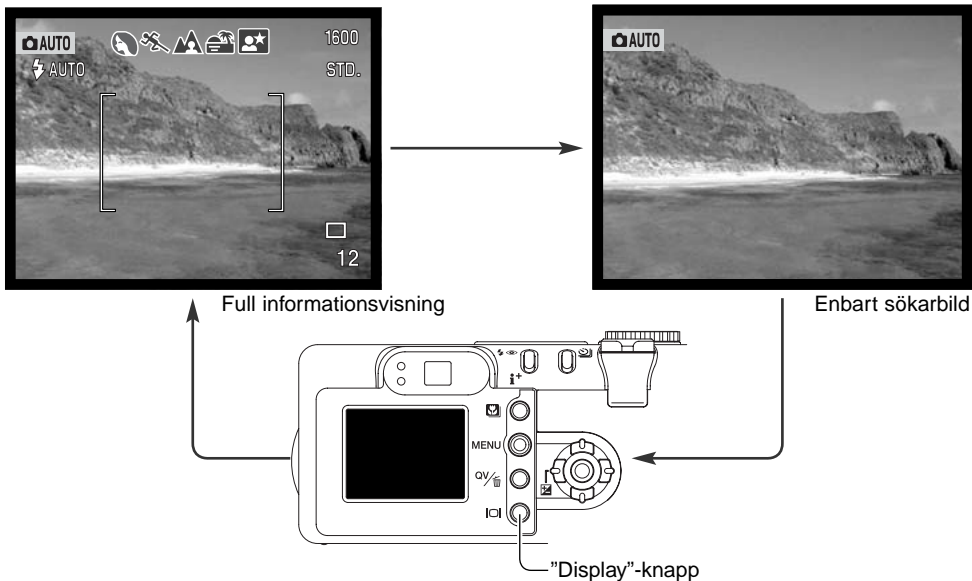 AUTO
1600
AUTO
STD.
12
AUTO
Full informationsvisning
Enbart sökarbild
MENU
QV/
"Display"-knapp